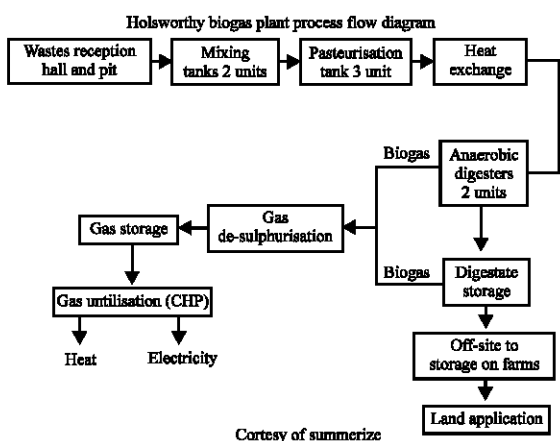 Holsworthy biogas plant process flow diagram
Wastes reception
hall and pit
Mixing
tanks 2 units
Pasteurisation
tank 3 unit
Heat
exchange
Biogas
Anaerobic
digesters
2 units
Gas
de-sulphurisation
Gas storage
Biogas
Digestate
storage
Gas untilisation (CHP)
Heat
Electricity
Off-site to
storage on farms
Land application
Cortesy of summerize